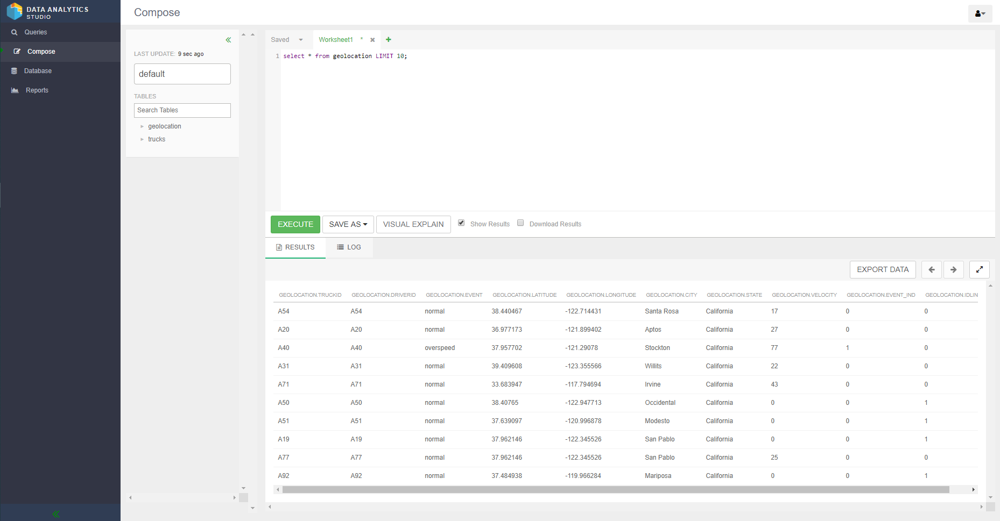 DATA ANALYTICS
STUDIO
Queries
Compose
Database
Reports
Compose
LAST UPDATE: 9 sec ago
default
TABLES
Search Tables
geolocation
trucks
Saved Worksheet1 *
1 select * from geolocation LIMIT 10;
EXECUTE SAVE AS VISUAL EXPLAIN Show Results Download Results
RESULTS LOG
EXPORT DATA
GEOLOCATION.TRUCKID GEOLOCATION.DRIVERID GEOLOCATION.EVENT GEOLOCATION.LATITUDE GEOLOCATION.LONGITUDE GEOLOCATION.CITY GEOLOCATION.STATE GEOLOCATION.VELOCITY GEOLOCATION.EVENT_IND GEOLOCATION.IDLIN
A54 A54 normal 38.440467 -122.714431 Santa Rosa California 17 0 0
A20 A20 normal 36.977173 -121.899402 Aptos California 27 0 0
A40 A40 overspeed 37.957702 -121.29078 Stockton California 77 1 0
A31 A31 normal 39.409608 -123.355566 Willits California 22 0 0
A71 A71 normal 33.683947 -117.794694 Irvine California 43 0 0
A50 A50 normal 38.40765 -122.947713 Occidental California 0 0 1
A51 A51 normal 37.639097 -120.996878 Modesto California 0 0 1
A19 A19 normal 37.962146 -122.345526 San Pablo California 0 0 1
A77 A77 normal 37.962146 -122.345526 San Pablo California 25 0 0
A92 A92 normal 37.484938 -119.966284 Mariposa California 0 0 1